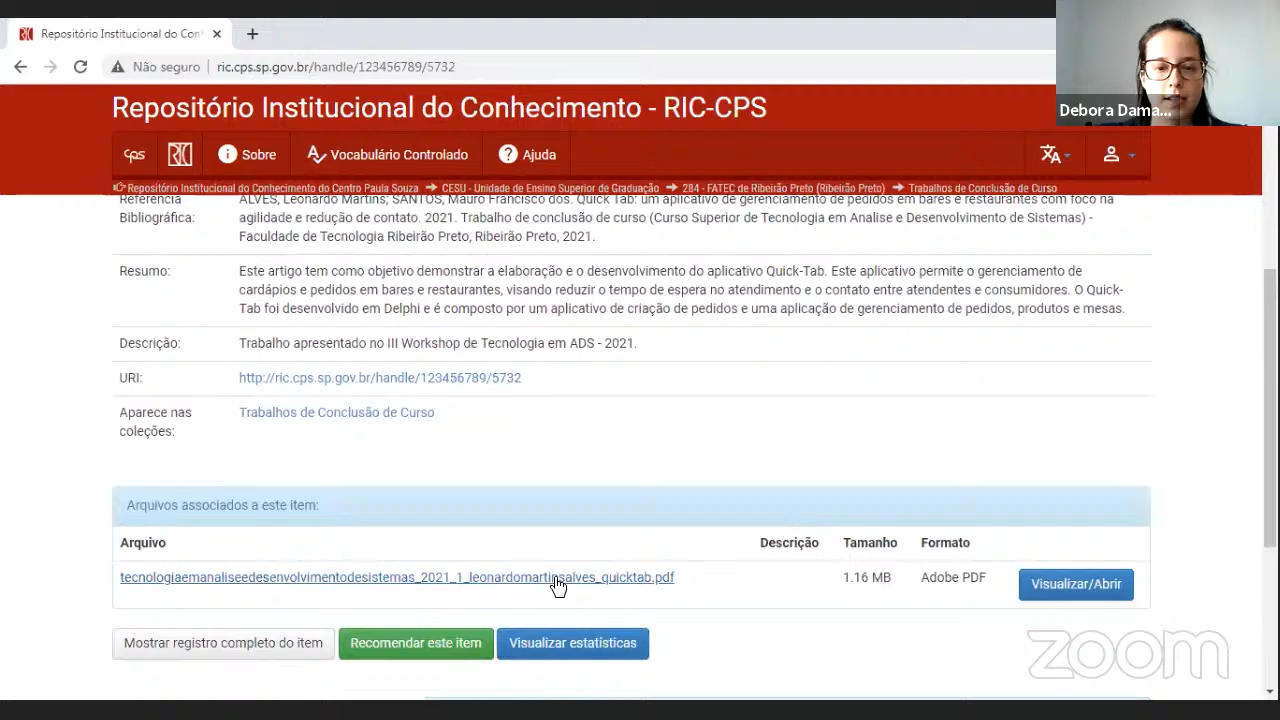 Repositório Institucional do Con
Não seguro
ric.cps.sp.gov.br/handle/123456789/5732
Debora Dama...
Repositório Institucional do Conhecimento - RIC-CPS
cps
RIC
Sobre
Vocabulário Controlado
Ajuda
Repositório Institucional do Conhecimento do Centro Paula Souza → CESU - Unidade de Ensino Superior de Graduação → 284 - FATEC de Ribeirão Preto (Ribeirão Preto) → Trabalhos de Conclusão de Curso
Referência Bibliográfica:
ALVES, Leonardo Martins; SANTOS, Mauro Francisco dos. Quick Tab: um aplicativo de gerenciamento de pedidos em bares e restaurantes com foco na
agilidade e redução de contato. 2021. Trabalho de conclusão de curso (Curso Superior de Tecnologia em Analise e Desenvolvimento de Sistemas) -
Faculdade de Tecnologia Ribeirão Preto, Ribeirão Preto, 2021.
Resumo:
Este artigo tem como objetivo demonstrar a elaboração e o desenvolvimento do aplicativo Quick-Tab. Este aplicativo permite o gerenciamento de
cardápios e pedidos em bares e restaurantes, visando reduzir o tempo de espera no atendimento e o contato entre atendentes e consumidores. O Quick-
Tab foi desenvolvido em Delphi e é composto por um aplicativo de criação de pedidos e uma aplicação de gerenciamento de pedidos, produtos e mesas.
Descrição:
Trabalho apresentado no III Workshop de Tecnologia em ADS - 2021.
URI:
http://ric.cps.sp.gov.br/handle/123456789/5732
Aparece nas
coleções:
Trabalhos de Conclusão de Curso
Arquivos associados a este item:
Arquivo Descrição Tamanho Formato
tecnologiaemanaliseedesenvolvimentodesistemas_2021_1_leonardomartinsalves_quicktab.pdf 1.16 MB Adobe PDF Visualizar/Abrir
Mostrar registro completo do item Recomendar este item Visualizar estatísticas
zoom